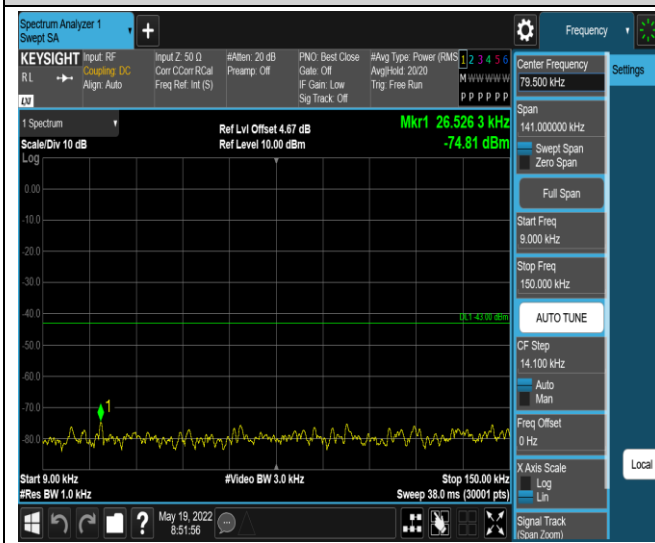 Spectrum Analyzer 1
Swept SA
+
Frequency
KEYSIGHT
RL
LXI
Input: RF
Coupling: DC
Align: Auto
Input Z: 50 Ω
Corr CCorr RCal
Freq Ref: Int (S)
#Atten: 20 dB
Preamp: Off
PNO: Best Close
Gate: Off
IF Gain: Low
Sig Track: Off
#Avg Type: Power (RMS
Avg|Hold: 20/20
Trig: Free Run
1 2 3 4 5 6
M W W W W W
P P P P P P
Center Frequency
79.500 kHz
Settings
1 Spectrum
Scale/Div 10 dB
Log
Ref Lvl Offset 4.67 dB
Ref Level 10.00 dBm
Mkr1 26.526 3 kHz
-74.81 dBm
0.00
-10.0
-20.0
-30.0
-40.0
-50.0
-60.0
-70.0
-80.0
DL1 -43.00 dBm
1
Start 9.00 kHz
#Res BW 1.0 kHz
#Video BW 3.0 kHz
Stop 150.00 kHz
Sweep 38.0 ms (30001 pts)
Span
141.000000 kHz
Swept Span
Zero Span
Full Span
Start Freq
9.000 kHz
Stop Freq
150.000 kHz
AUTO TUNE
CF Step
14.100 kHz
Auto
Man
Freq Offset
0 Hz
X Axis Scale
Log
Lin
Local
Signal Track
(Span Zoom)
?
May 19, 2022
8:51:56